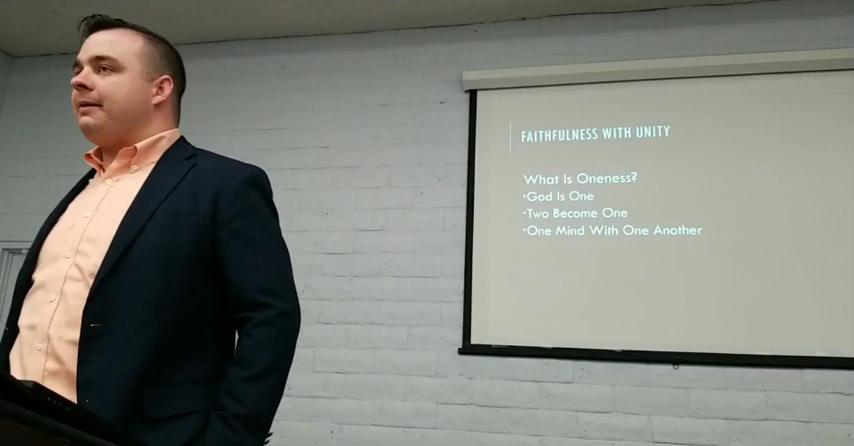 FAITHFULNESS WITH UNITY
What Is Oneness?
•God Is One
•Two Become One
•One Mind With One Another